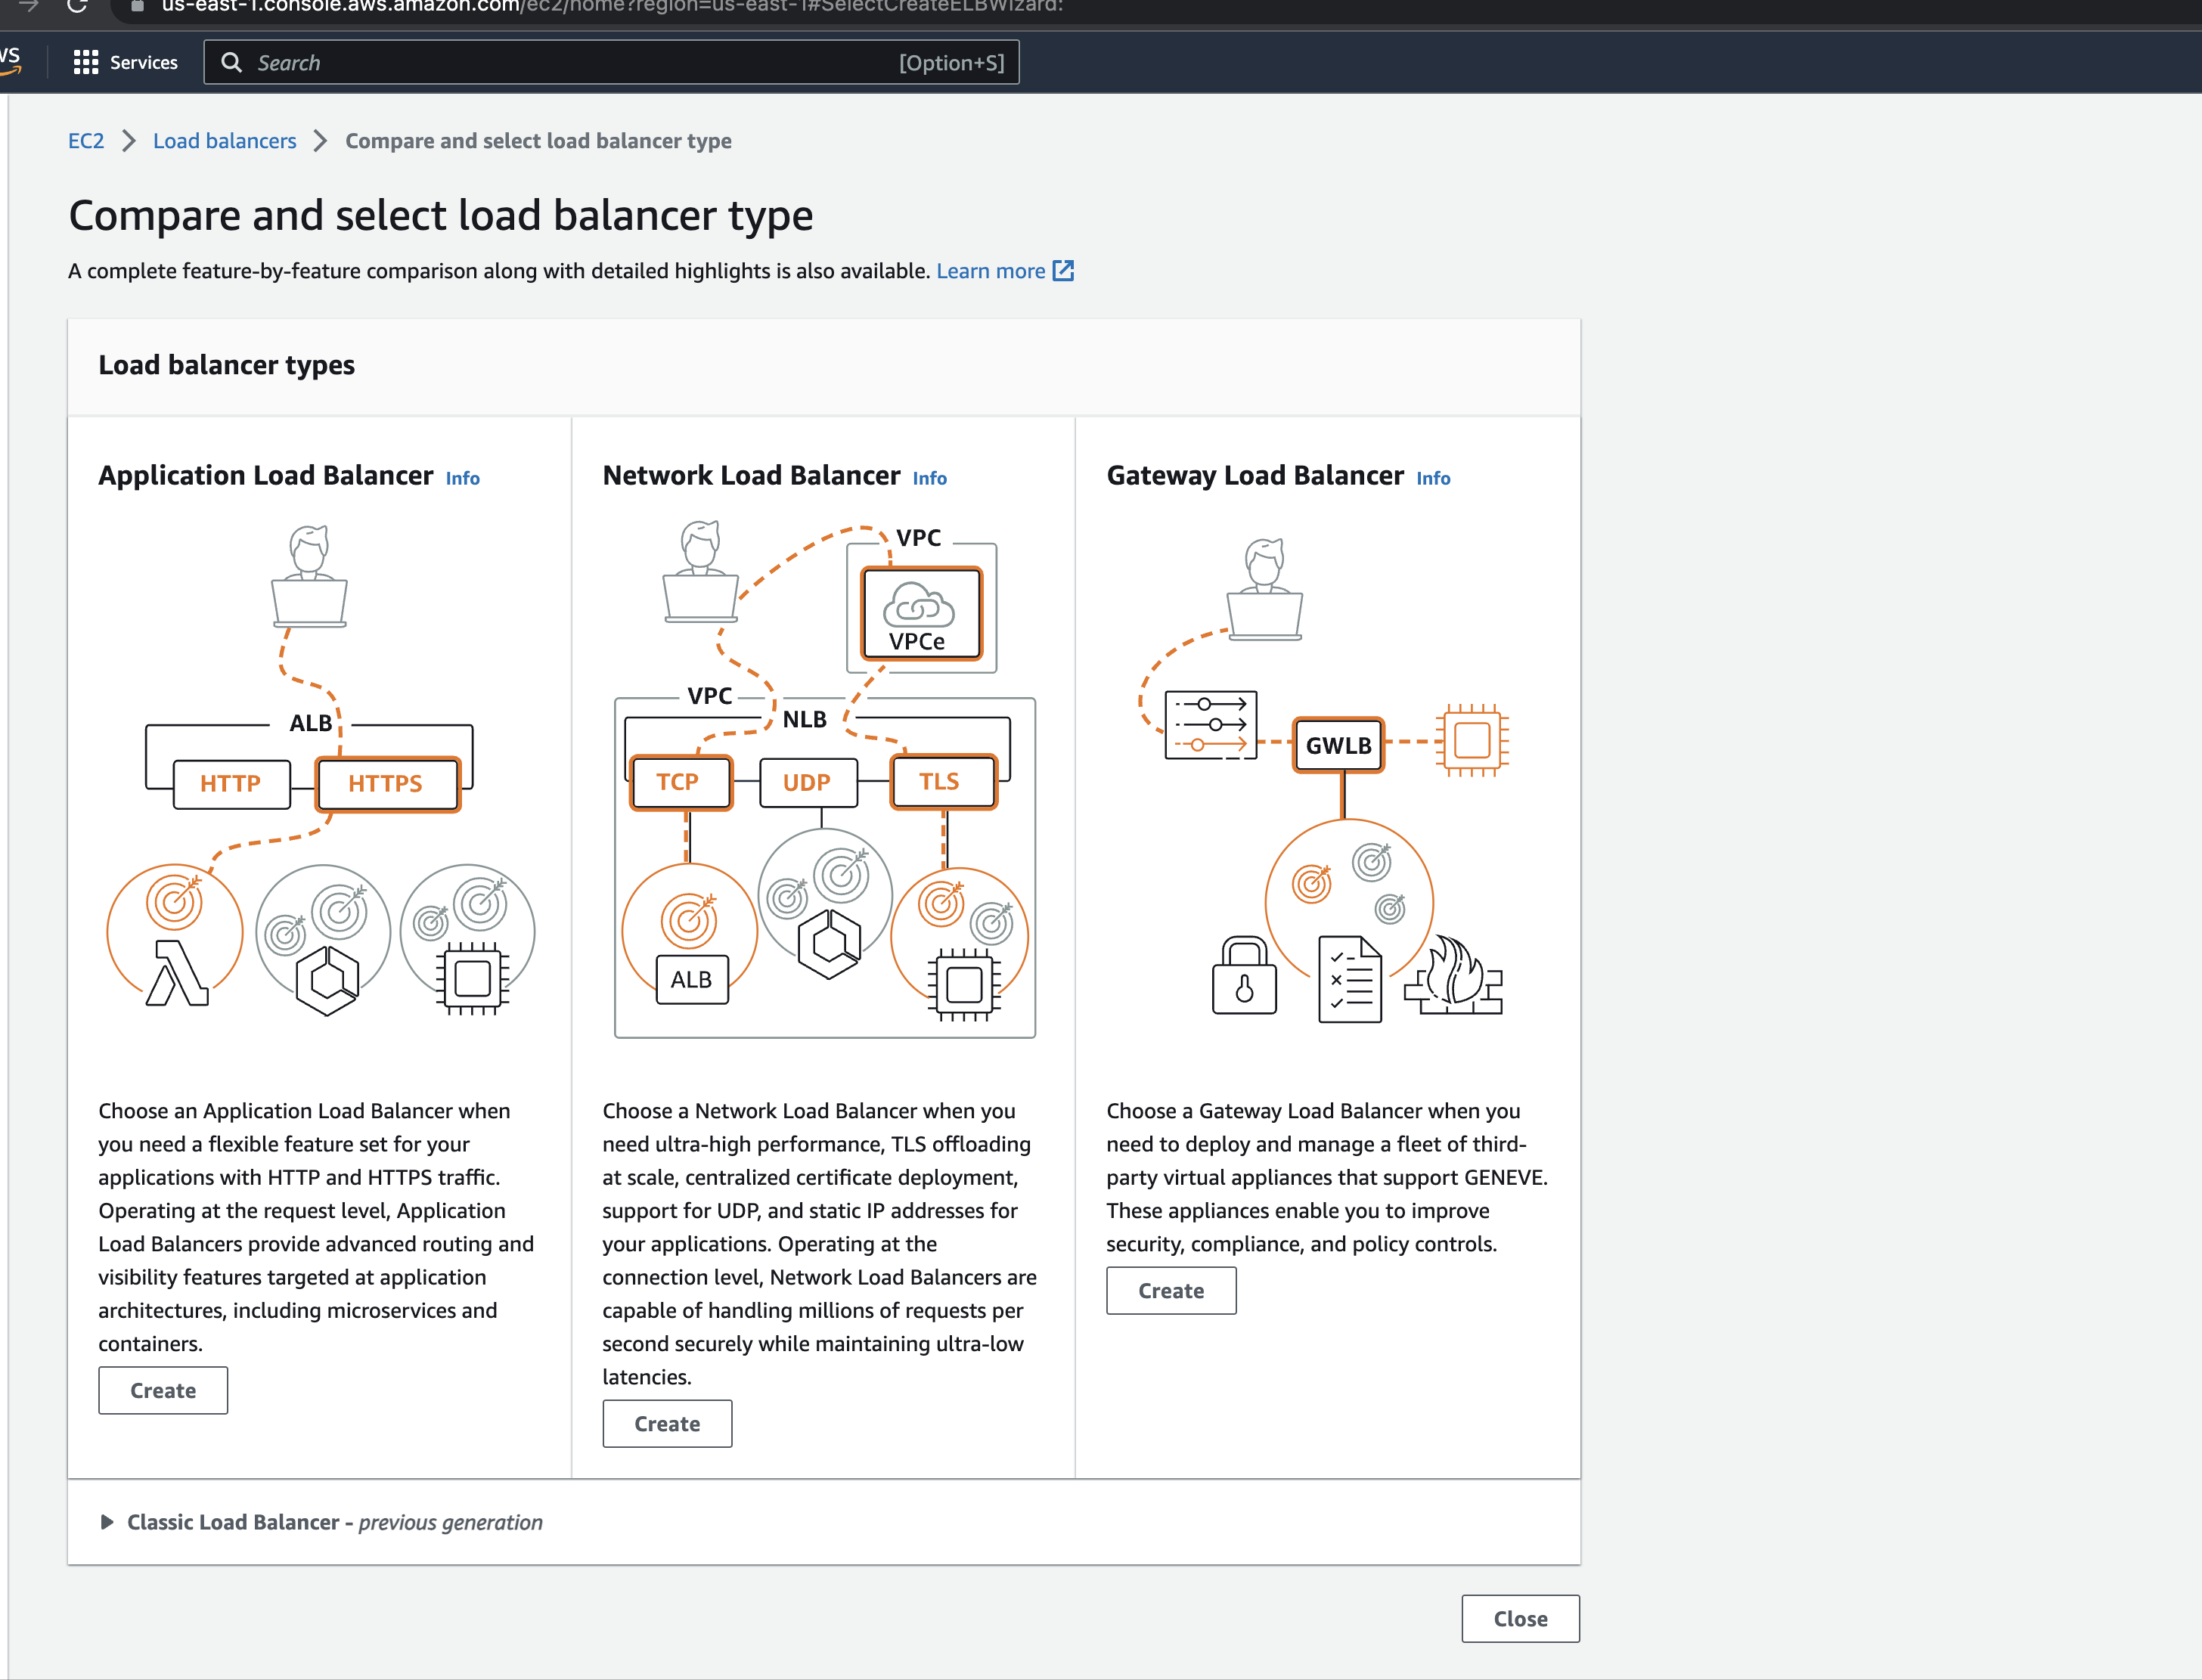 us-east-1.console.aws.amazon.com/ec2/home?region=us-east-1#SelectCreateELBWizard:
Services
Search
[Option+S]
EC2 Load balancers Compare and select load balancer type
Compare and select load balancer type
A complete feature-by-feature comparison along with detailed highlights is also available. Learn more
Load balancer types
Application Load Balancer Info
ALB
HTTP
HTTPS
Choose an Application Load Balancer when
you need a flexible feature set for your
applications with HTTP and HTTPS traffic.
Operating at the request level, Application
Load Balancers provide advanced routing and
visibility features targeted at application
architectures, including microservices and
containers.
Create
Network Load Balancer Info
VPC
VPCe
VPC
NLB
TCP
UDP
TLS
ALB
Choose a Network Load Balancer when you
need ultra-high performance, TLS offloading
at scale, centralized certificate deployment,
support for UDP, and static IP addresses for
your applications. Operating at the
connection level, Network Load Balancers are
capable of handling millions of requests per
second securely while maintaining ultra-low
latencies.
Create
Gateway Load Balancer Info
GWLB
Choose a Gateway Load Balancer when you
need to deploy and manage a fleet of third-
party virtual appliances that support GENEVE.
These appliances enable you to improve
security, compliance, and policy controls.
Create
Classic Load Balancer - previous generation
Close